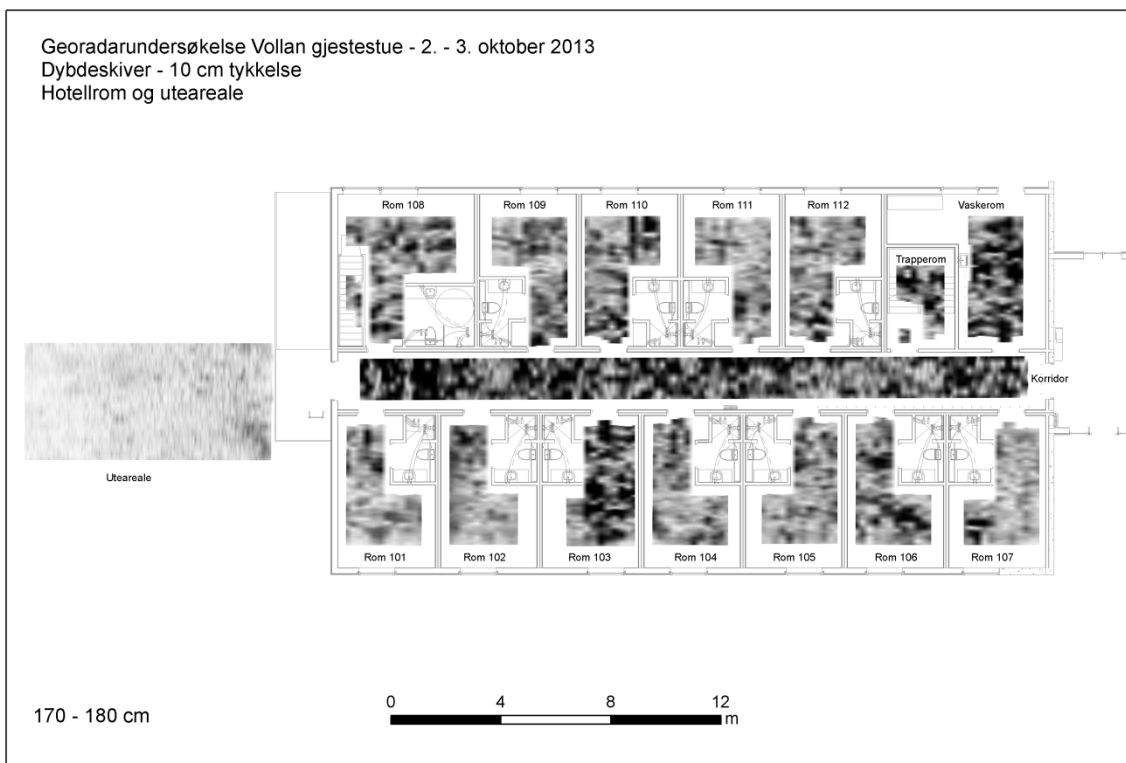 Georadarundersøkelse Vollan gjestestue - 2. - 3. oktober 2013
Dybdeskiver - 10 cm tykkelse
Hotellrom og uteareale
Rom 108
Rom 109
Rom 110
Rom 111
Rom 112
Vaskerom
Trapperom
Korridor
Uteareale
Rom 101
Rom 102
Rom 103
Rom 104
Rom 105
Rom 106
Rom 107
170 - 180 cm
0 4 8 12
m